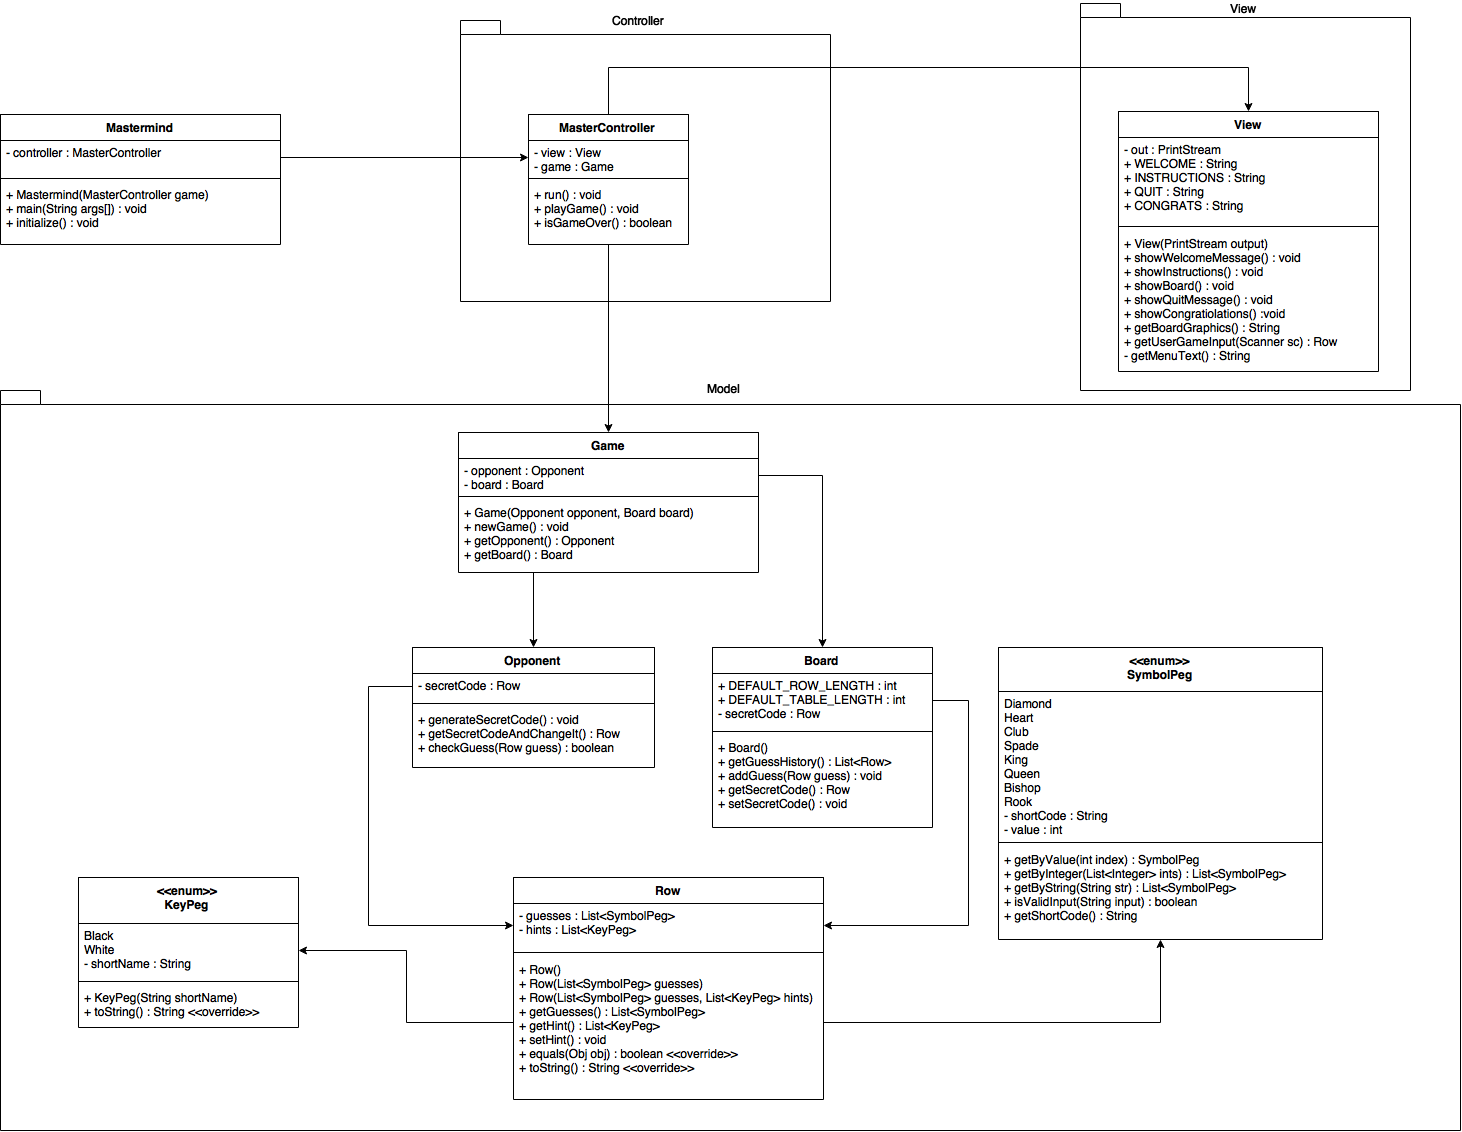 Controller
View
Mastermind
- controller : MasterController
+ Mastermind(MasterController game)
+ main(String args[]) : void
+ initialize() : void
MasterController
- view : View
- game : Game
+ run() : void
+ playGame() : void
+ isGameOver() : boolean
View
- out : PrintStream
+ WELCOME : String
+ INSTRUCTIONS : String
+ QUIT : String
+ CONGRATS : String
+ View(PrintStream output)
+ showWelcomeMessage() : void
+ showInstructions() : void
+ showBoard() : void
+ showQuitMessage() : void
+ showCongratiolations() :void
+ getBoardGraphics() : String
+ getUserGameInput(Scanner sc) : Row
- getMenuText() : String
Model
Game
- opponent : Opponent
- board : Board
+ Game(Opponent opponent, Board board)
+ newGame() : void
+ getOpponent() : Opponent
+ getBoard() : Board
Opponent
- secretCode : Row
+ generateSecretCode() : void
+ getSecretCodeAndChangeIt() : Row
+ checkGuess(Row guess) : boolean
Board
+ DEFAULT_ROW_LENGTH : int
+ DEFAULT_TABLE_LENGTH : int
- secretCode : Row
+ Board()
+ getGuessHistory() : List<Row>
+ addGuess(Row guess) : void
+ getSecretCode() : Row
+ setSecretCode() : void
<<enum>>
SymbolPeg
Diamond
Heart
Club
Spade
King
Queen
Bishop
Rook
- shortCode : String
- value : int
+ getByValue(int index) : SymbolPeg
+ getByInteger(List<Integer> ints) : List<SymbolPeg>
+ getByString(String str) : List<SymbolPeg>
+ isValidInput(String input) : boolean
+ getShortCode() : String
<<enum>>
KeyPeg
Black
White
- shortName : String
+ KeyPeg(String shortName)
+ toString() : String <<override>>
Row
- guesses : List<SymbolPeg>
- hints : List<KeyPeg>
+ Row()
+ Row(List<SymbolPeg> guesses)
+ Row(List<SymbolPeg> guesses, List<KeyPeg> hints)
+ getGuesses() : List<SymbolPeg>
+ getHint() : List<KeyPeg>
+ setHint() : void
+ equals(Obj obj) : boolean <<override>>
+ toString() : String <<override>>